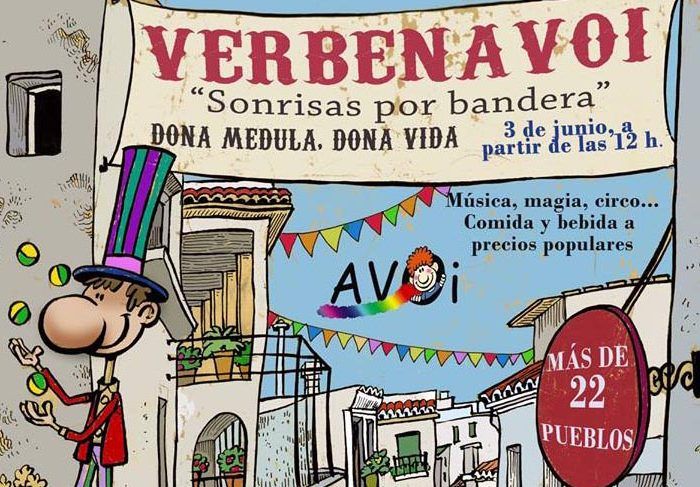 VERBENAVOI
“Sonrisas por bandera”
DONA MEDULA. DONA VIDA
3 de junio, a
partir de las 12 h.
Música, magia, circo...
Comida y bebida a
precios populares
AVOi
MÁS DE
22
PUEBLOS